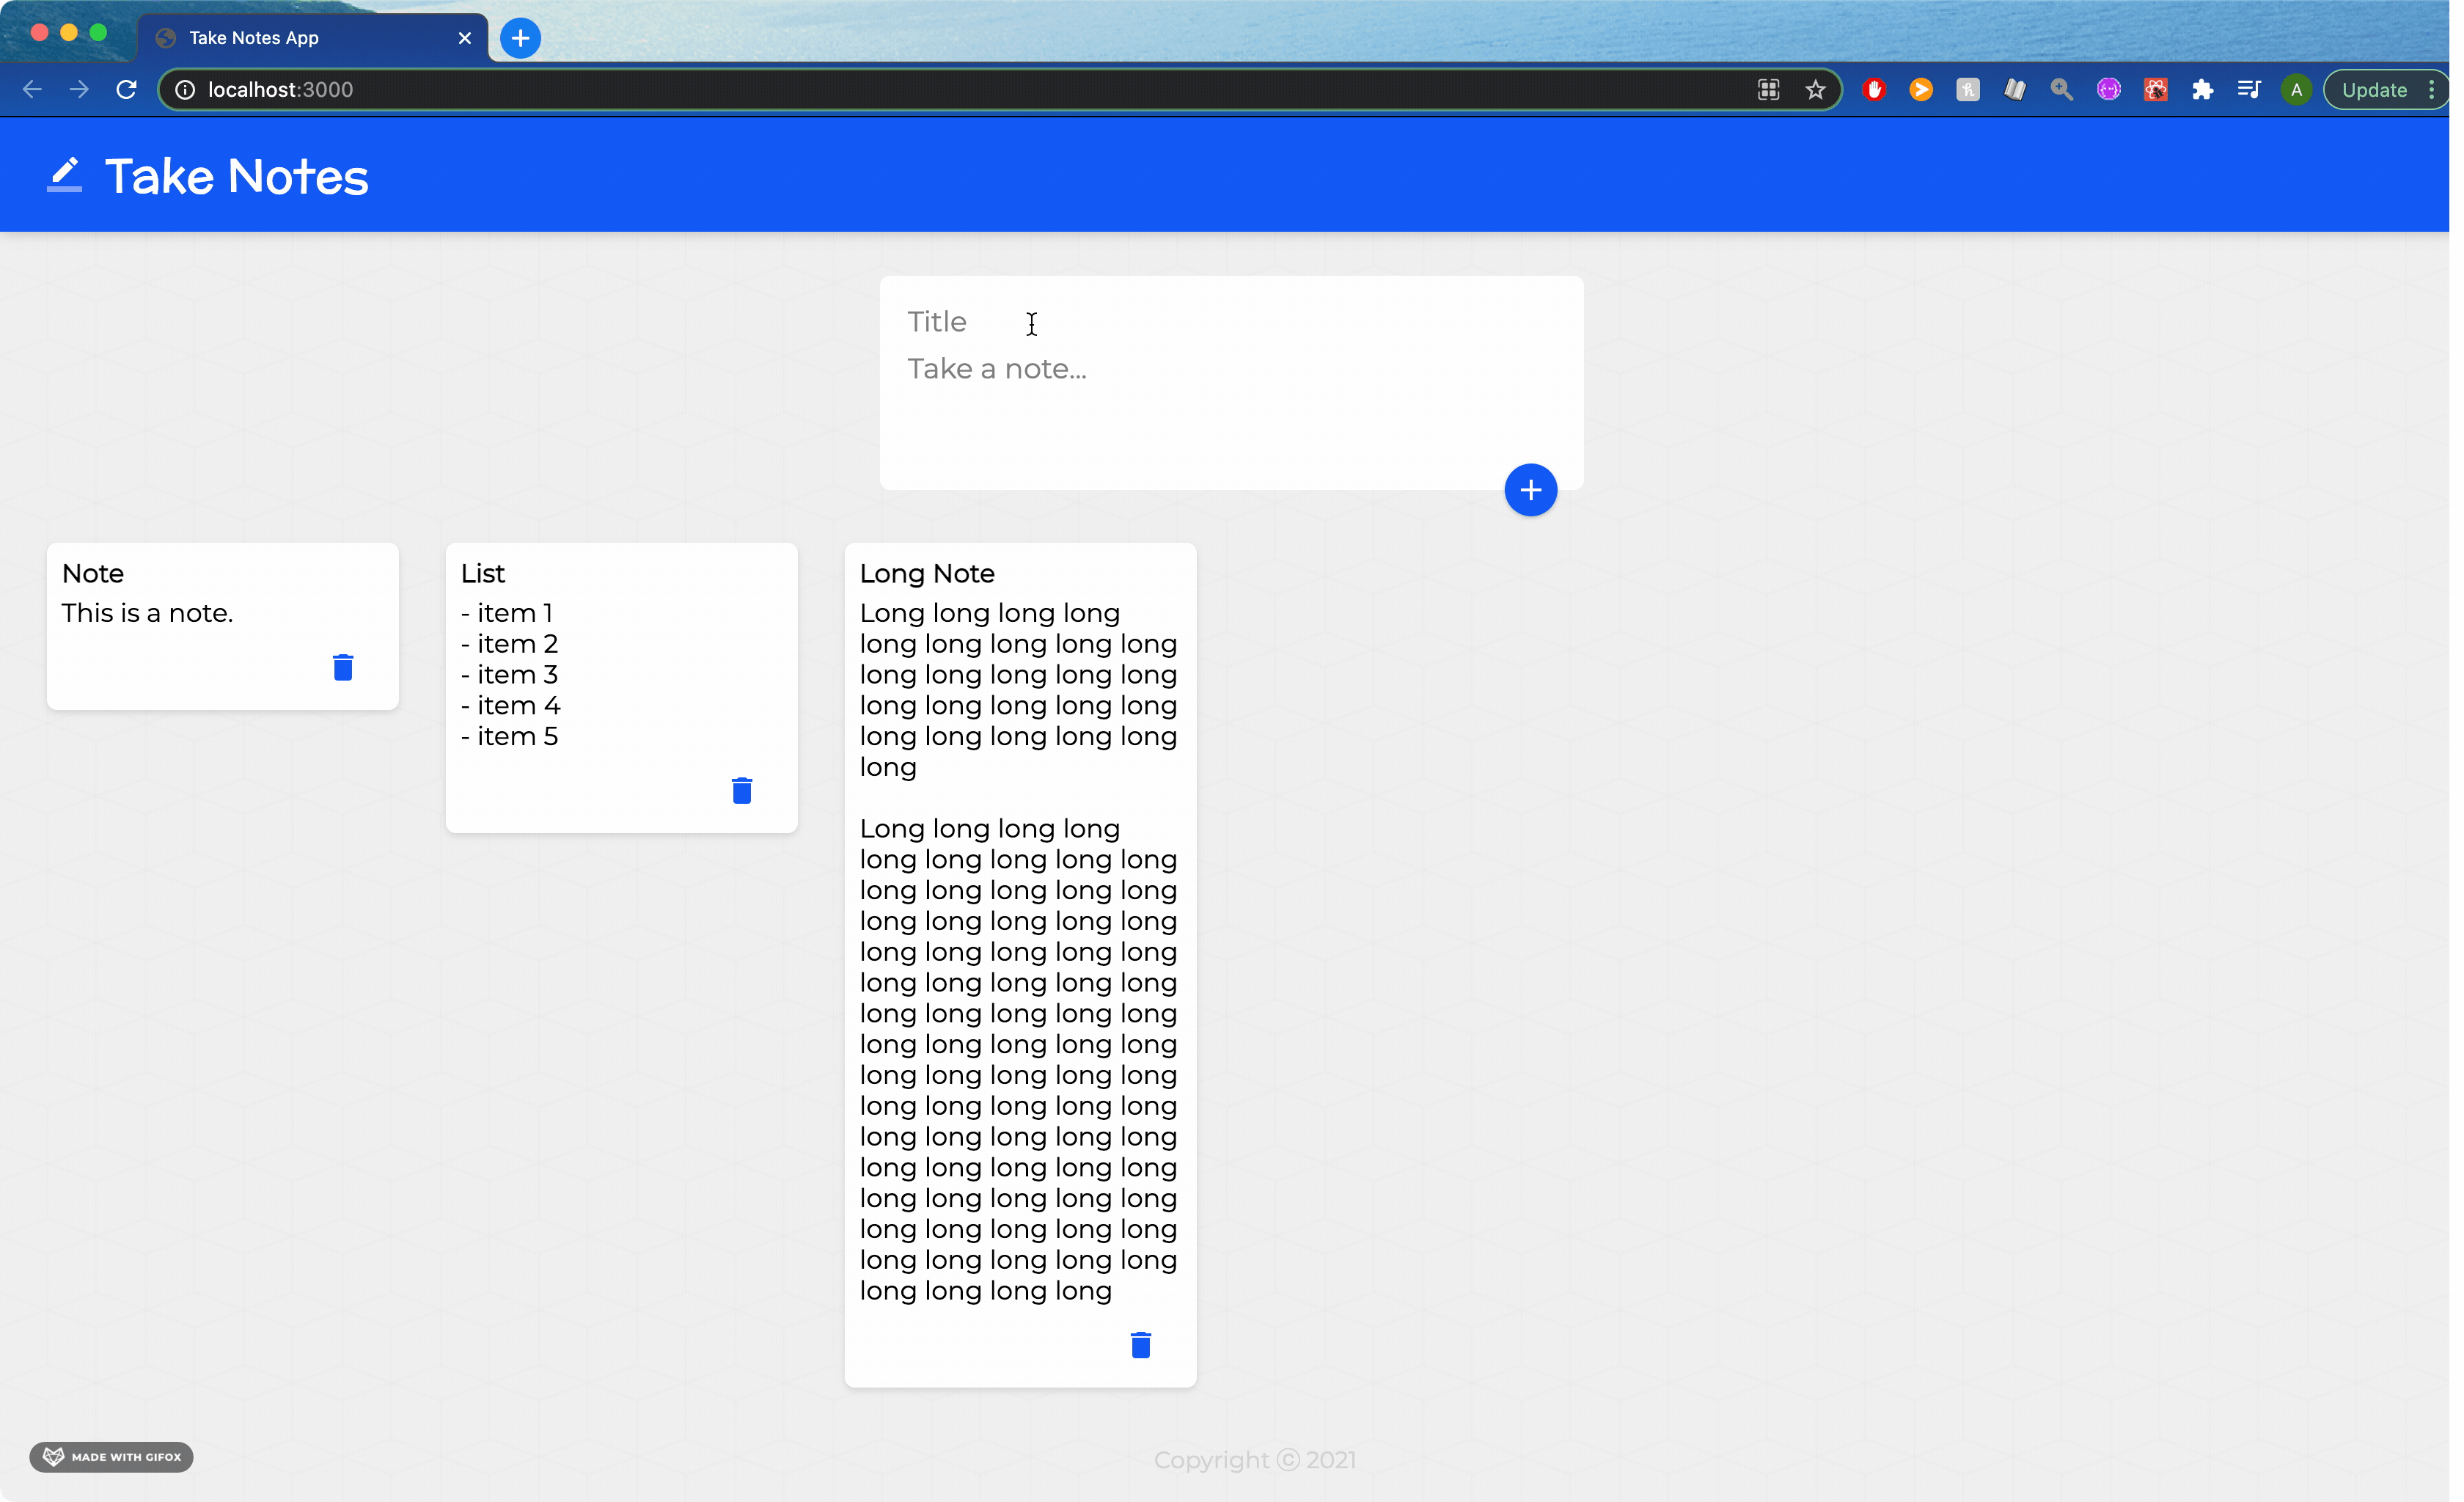 Take Notes App
localhost:3000
A
Update
Take Notes
Title
Take a note...
Note
This is a note.
List
- item 1
- item 2
- item 3
- item 4
- item 5
Long Note
Long long long long
long long long long long
long long long long long
long long long long long
long long long long long
long
Long long long long
long long long long long
long long long long long
long long long long long
long long long long long
long long long long long
long long long long long
long long long long long
long long long long long
long long long long long
long long long long long
long long long long long
long long long long long
long long long long long
long long long long long
long long long long
MADE WITH GIFOX
Copyright ⓒ 2021